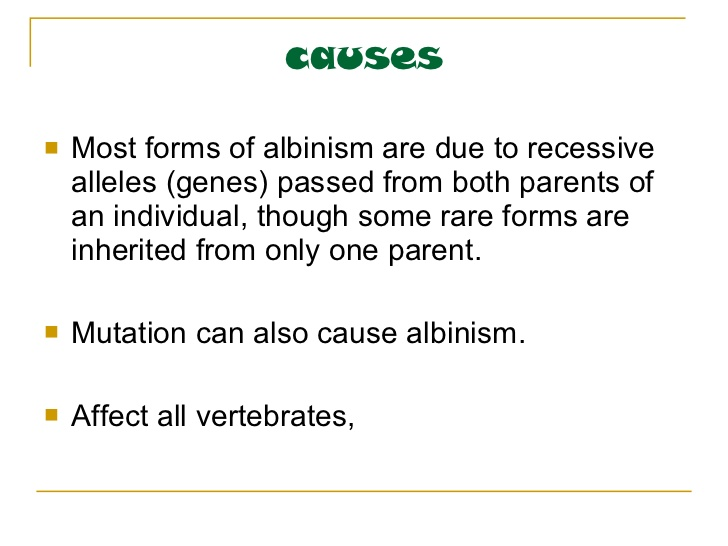 causes
Most forms of albinism are due to recessive
alleles (genes) passed from both parents of
an individual, though some rare forms are
inherited from only one parent.
Mutation can also cause albinism.
Affect all vertebrates,